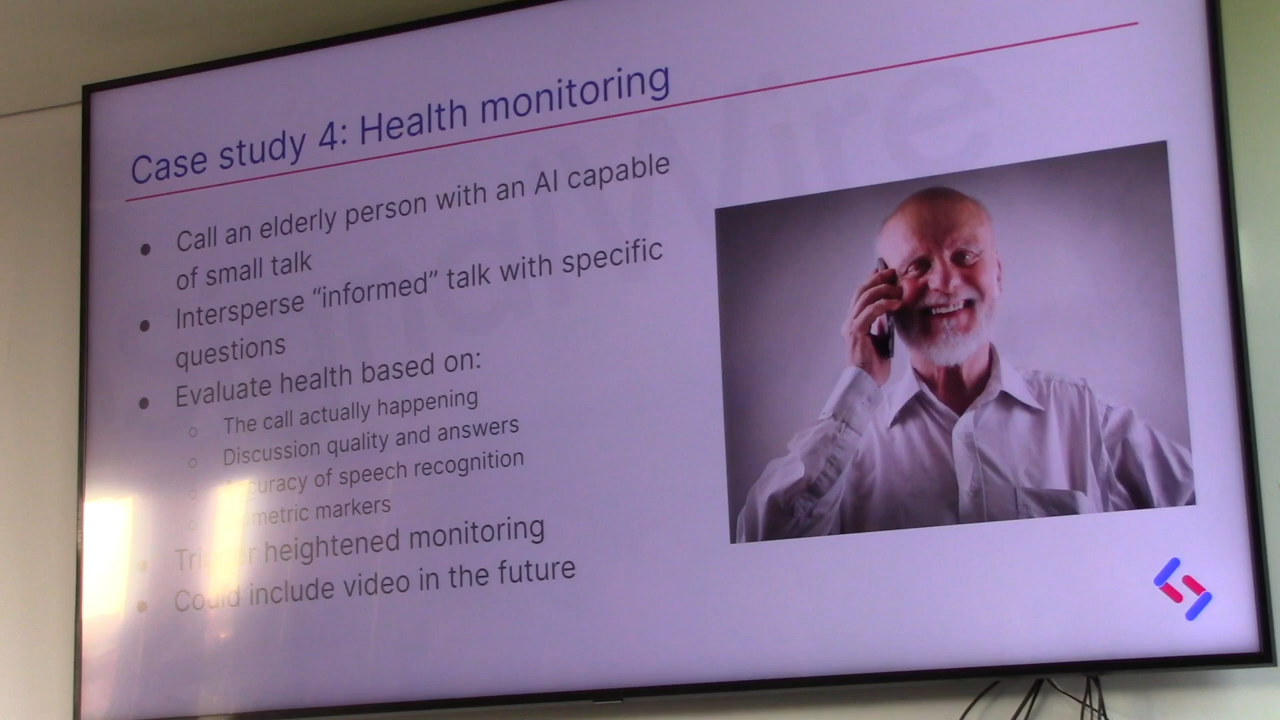 Case study 4: Health monitoring
Call an elderly person with an AI capable
of small talk
Intersperse “informed” talk with specific
questions
Evaluate health based on:
The call actually happening
Discussion quality and answers
Accuracy of speech recognition
metric markers
Trigger heightened monitoring
Could include video in the future